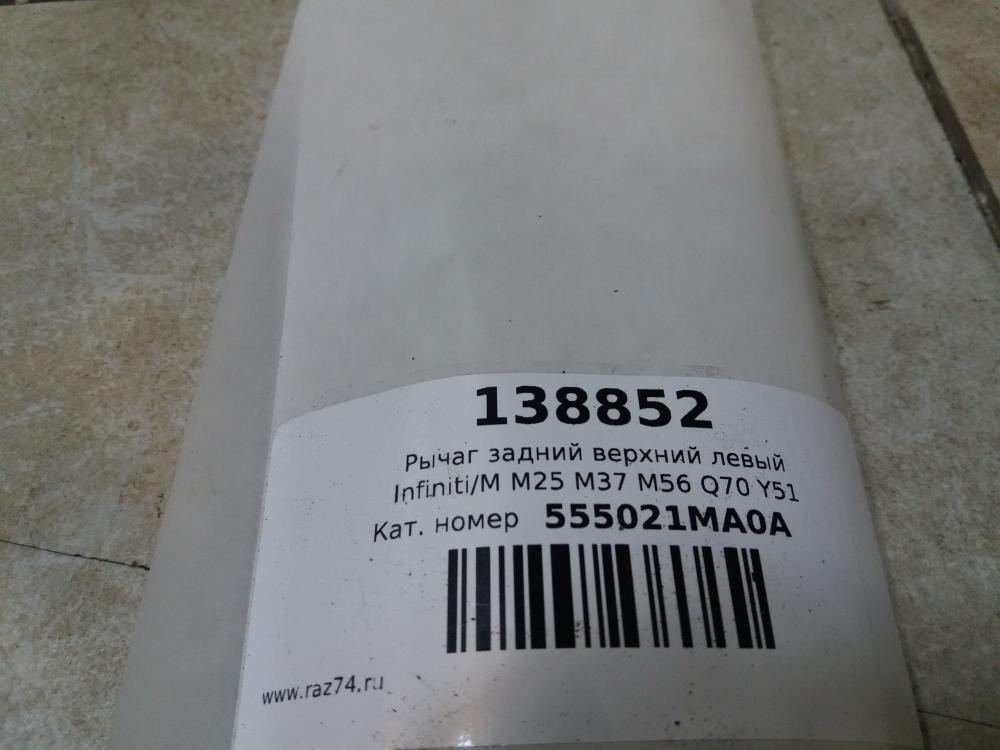 138852
Рычаг задний верхний левый
Infiniti/M M25 M37 M56 Q70 Y51
Кат. номер 555021MA0A
www.raz74.ru